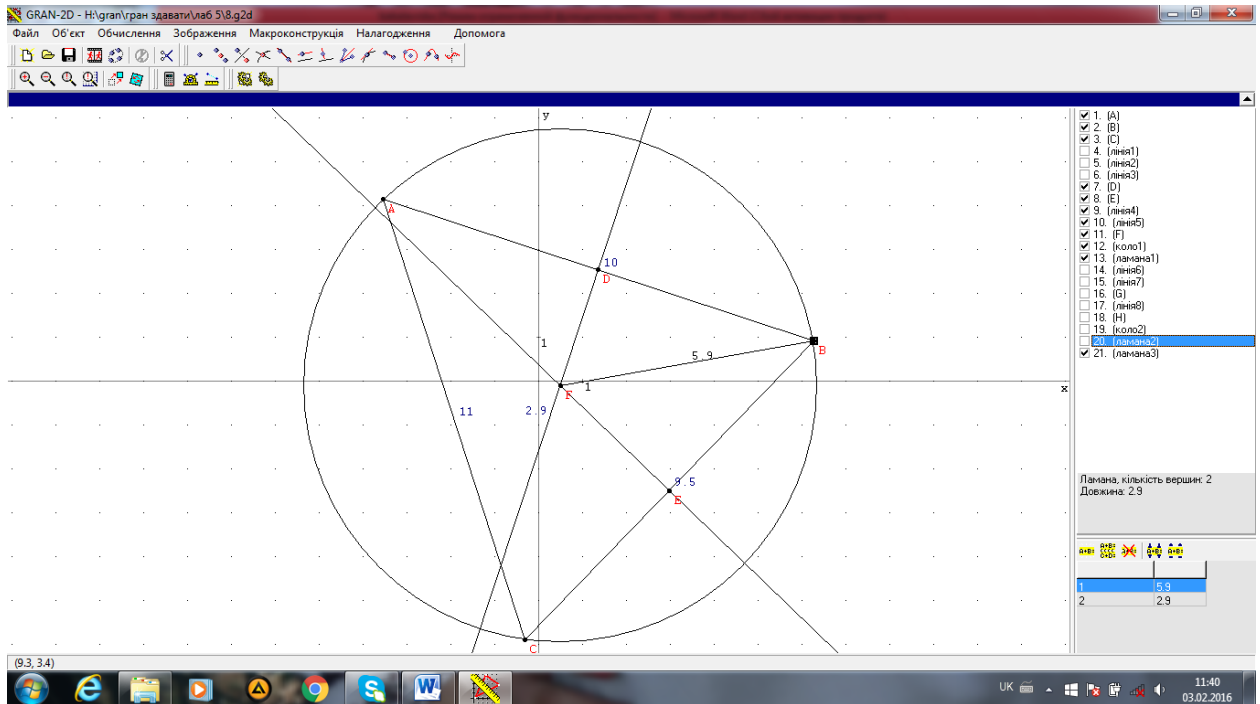 GRAN-2D - H:\gran\гран здавати\лаб 5\8.g2d
Файл Об'єкт Обчислення Зображення Макроконструкція Налагодження Допомога
y
A
10
D
1
5.9
B
x
F
1
11
2.9
9.5
E
C
1. (A)
2. (B)
3. (C)
4. (лінія1)
5. (лінія2)
6. (лінія3)
7. (D)
8. (E)
9. (лінія4)
10. (лінія5)
11. (F)
12. (коло1)
13. (ламана1)
14. (лінія6)
15. (лінія7)
16. (G)
17. (лінія8)
18. (H)
19. (коло2)
20. (ламана2)
21. (ламана3)
Ламана, кількість вершин: 2
Довжина: 2.9
1 5.9
2 2.9
(9.3, 3.4)
UK
11:40
03.02.2016